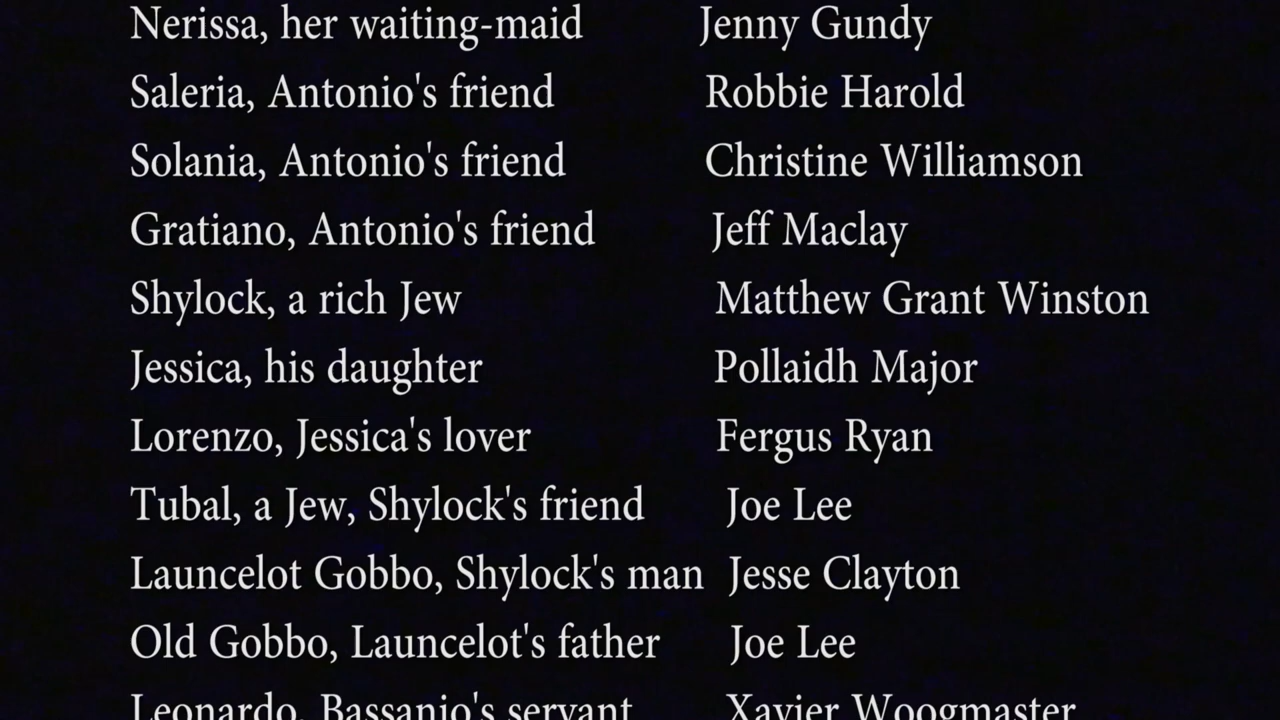 Nerissa, her waiting-maid Jenny Gundy
Saleria, Antonio's friend Robbie Harold
Solania, Antonio's friend Christine Williamson
Gratiano, Antonio's friend Jeff Maclay
Shylock, a rich Jew Matthew Grant Winston
Jessica, his daughter Pollaidh Major
Lorenzo, Jessica's lover Fergus Ryan
Tubal, a Jew, Shylock's friend Joe Lee
Launcelot Gobbo, Shylock's man Jesse Clayton
Old Gobbo, Launcelot's father Joe Lee
Leonardo, Bassanio's servant Xavier Woogmaster